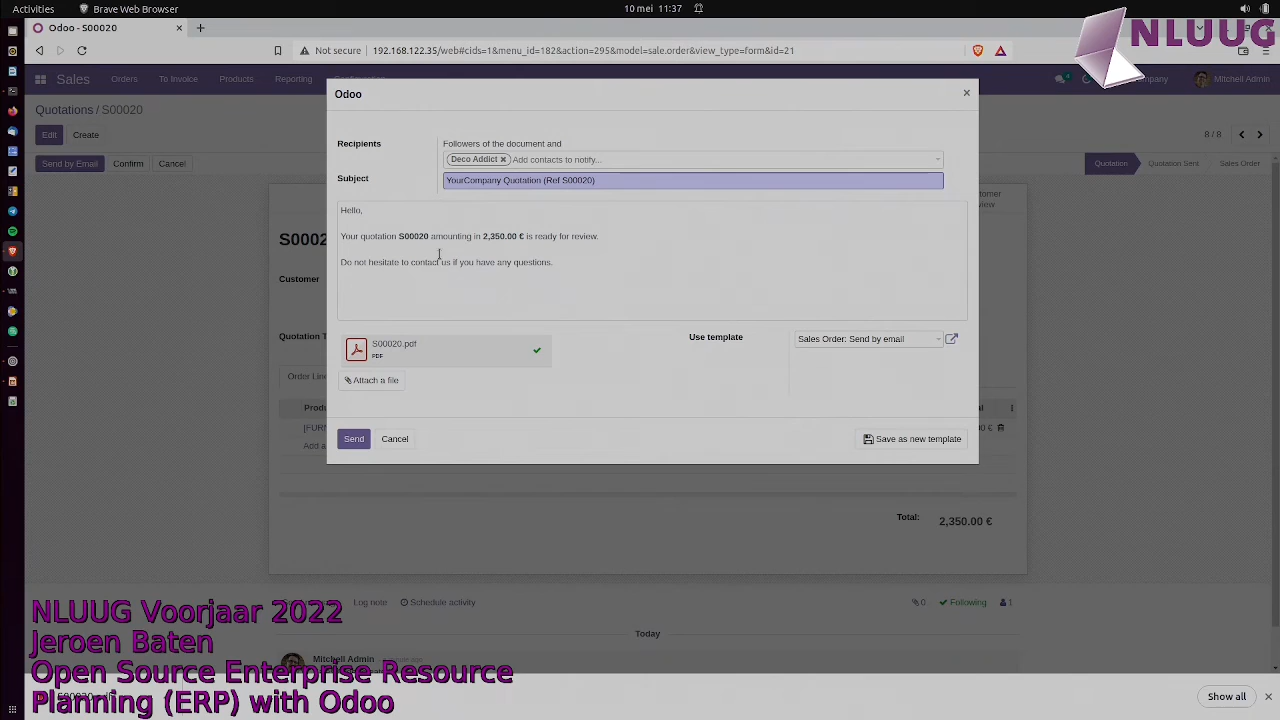 Activities Brave Web Browser 10 mei 11:37
Odoo - S00020
Not secure 192.168.122.35/web#cids=1&menu_id=182&action=295&model=sale.order&view_type=form&id=21
NLUUG
Sales Orders To Invoice Products Reporting Mitchell Admin
Quotations / S00020
Edit Create 8 / 8
Send by Email Confirm Cancel Quotation Quotation Sent Sales Order
Odoo
Recipients Followers of the document and
Deco Addict Add contacts to notify...
Subject YourCompany Quotation (Ref S00020)
Hello,
Your quotation S00020 amounting in 2,350.00 € is ready for review.
Do not hesitate to contact us if you have any questions.
S00020.pdf
PDF
Use template Sales Order: Send by email
Attach a file
Send Cancel Save as new template
Customer
Total: 2,350.00 €
Log note Schedule activity 0 Following 1
Today
Mitchell Admin
Show all
NLUUG Voorjaar 2022
Jeroen Baten
Open Source Enterprise Resource
Planning (ERP) with Odoo